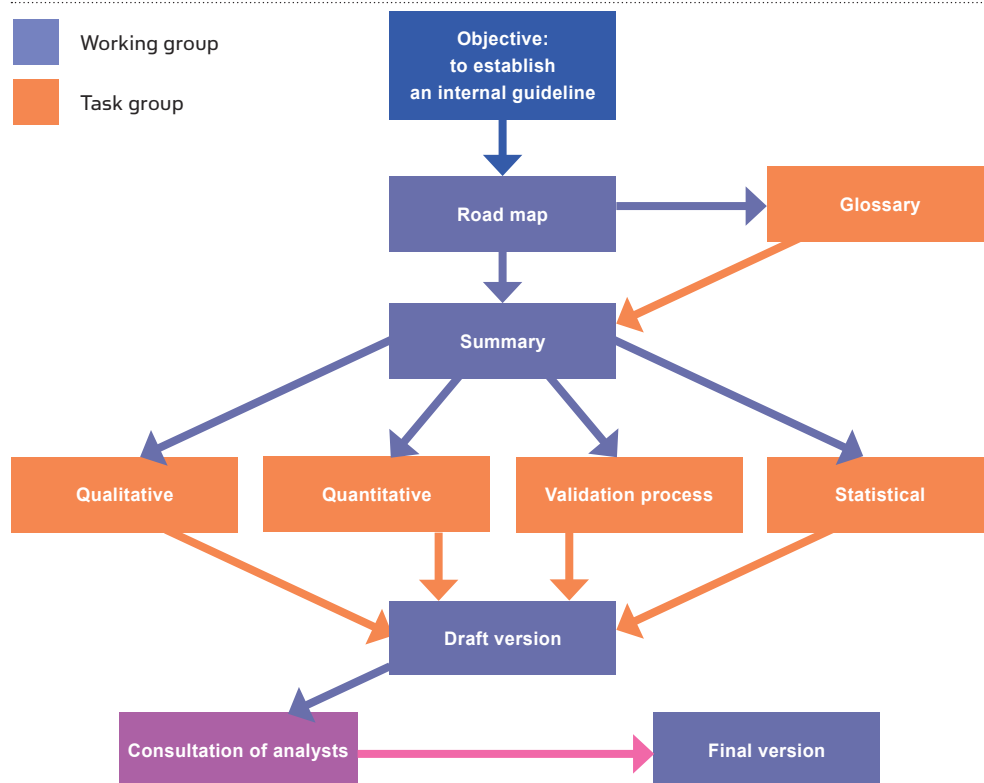 Working group
Task group
Objective:
to establish
an internal guideline
Road map
Glossary
Summary
Qualitative
Quantitative
Validation process
Statistical
Draft version
Consultation of analysts
Final version